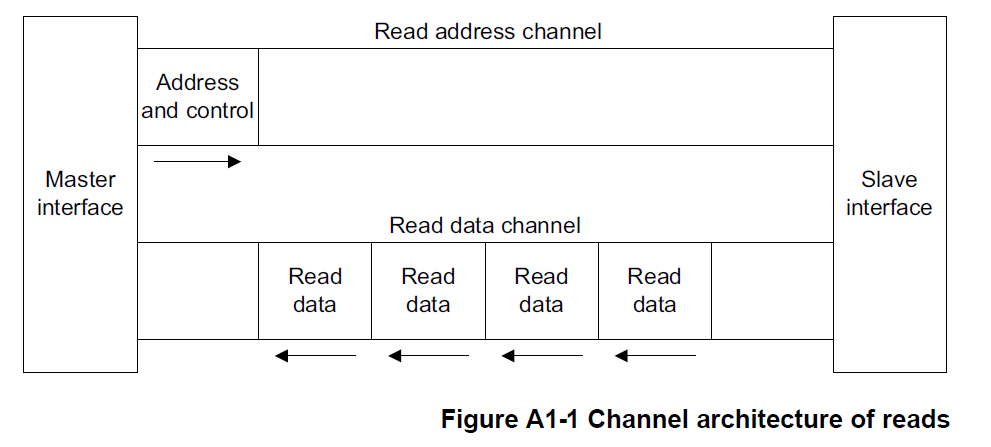 Read address channel
Address
and control
Master
interface
Slave
interface
Read data channel
Read
data
Read
data
Read
data
Read
data
Figure A1-1 Channel architecture of reads